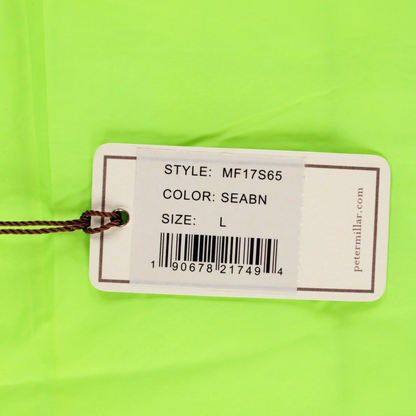 STYLE: MF17S65
COLOR: SEABN
SIZE: L
1 90678 21749 4
petermillar.com